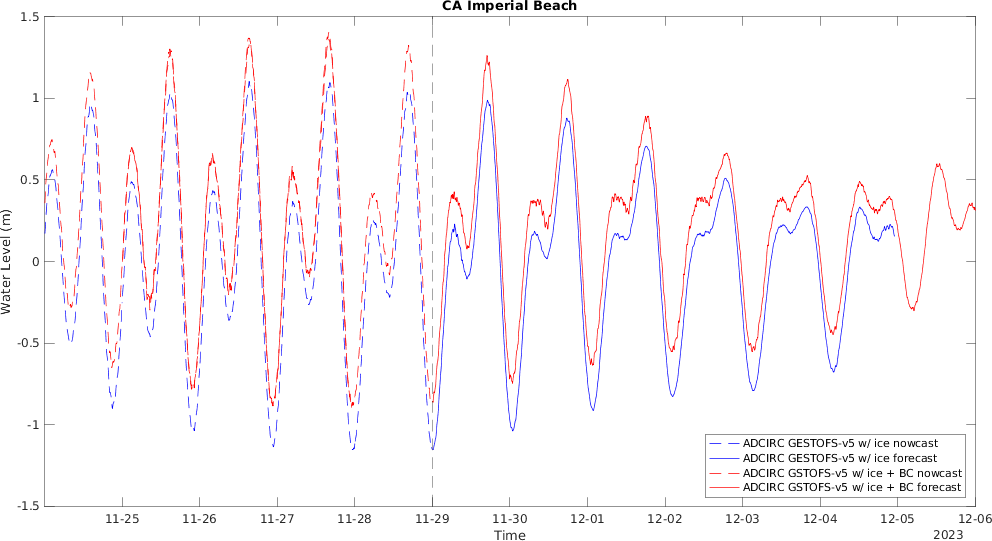 CA Imperial Beach
1.5
1
0.5
0
-0.5
-1
-1.5
Water Level (m)
11-25 11-26 11-27 11-28 11-29 11-30 12-01 12-02 12-03 12-04 12-05 12-06
Time
2023
ADCIRC GESTOFS-v5 w/ ice nowcast
ADCIRC GESTOFS-v5 w/ ice forecast
ADCIRC GSTOFS-v5 w/ ice + BC nowcast
ADCIRC GSTOFS-v5 w/ ice + BC forecast